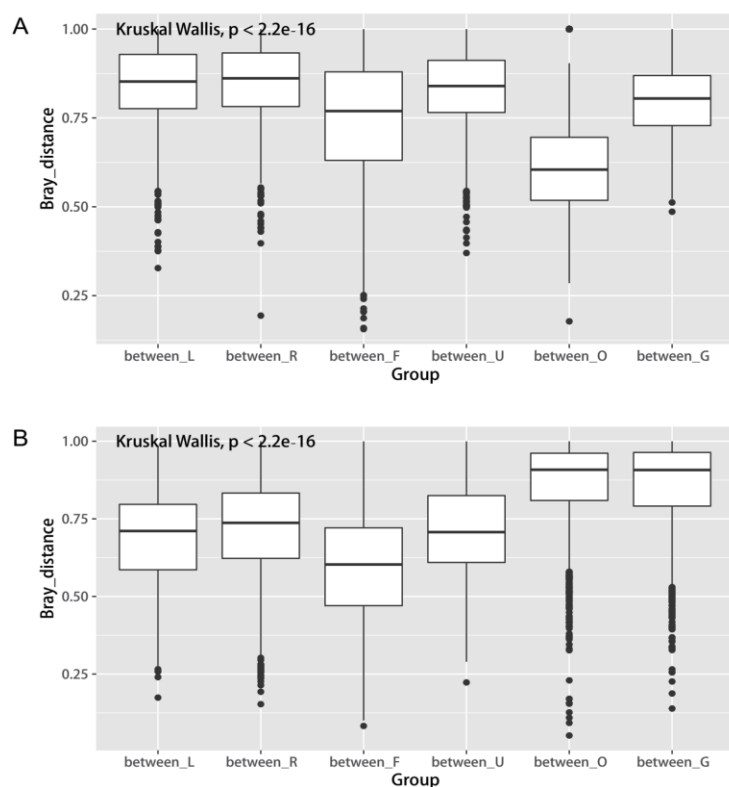 A
Kruskal Wallis, p < 2.2e-16
1.00
0.75
0.50
0.25
Bray_distance
between_L between_R between_F between_U between_O between_G
Group
B
Kruskal Wallis, p < 2.2e-16
1.00
0.75
0.50
0.25
Bray_distance
between_L between_R between_F between_U between_O between_G
Group